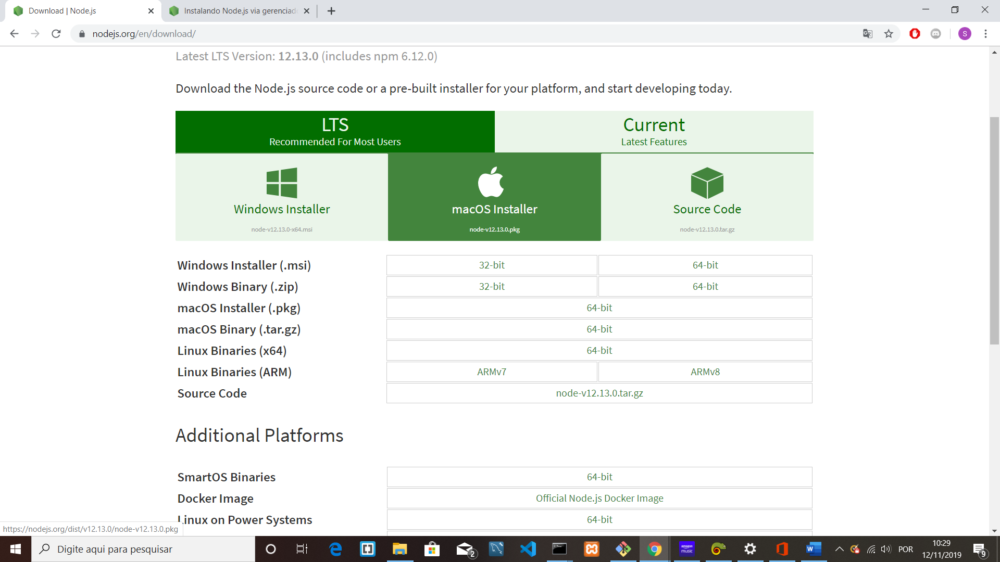 Download | Node.js
Instalando Node.js via gerenciad
nodejs.org/en/download/
S
Latest LTS Version: 12.13.0 (includes npm 6.12.0)
Download the Node.js source code or a pre-built installer for your platform, and start developing today.
LTS
Recommended For Most Users
Current
Latest Features
Windows Installer
node-v12.13.0-x64.msi
macOS Installer
node-v12.13.0.pkg
Source Code
node-v12.13.0.tar.gz
Windows Installer (.msi) 32-bit 64-bit
Windows Binary (.zip) 32-bit 64-bit
macOS Installer (.pkg) 64-bit
macOS Binary (.tar.gz) 64-bit
Linux Binaries (x64) 64-bit
Linux Binaries (ARM) ARMv7 ARMv8
Source Code node-v12.13.0.tar.gz
Additional Platforms
SmartOS Binaries 64-bit
Docker Image Official Node.js Docker Image
Linux on Power Systems 64-bit
https://nodejs.org/dist/v12.13.0/node-v12.13.0.pkg
Digite aqui para pesquisar
2
amazon music
POR
10:29
12/11/2019
9